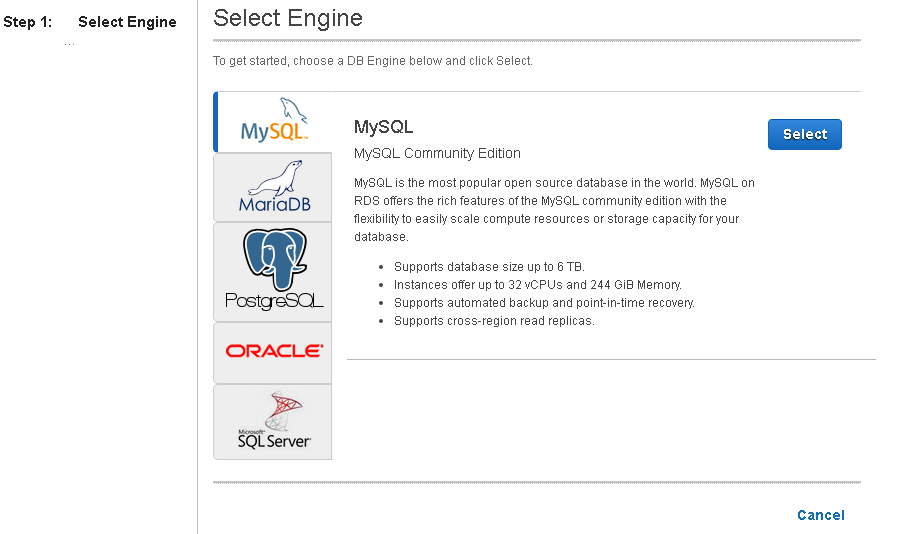 Step 1: Select Engine
...
Select Engine
To get started, choose a DB Engine below and click Select.
MySQL™
MariaDB
PostgreSQL
ORACLE®
Microsoft®
SQL Server®
MySQL
Select
MySQL Community Edition
MySQL is the most popular open source database in the world. MySQL on
RDS offers the rich features of the MySQL community edition with the
flexibility to easily scale compute resources or storage capacity for your
database.
• Supports database size up to 6 TB.
• Instances offer up to 32 vCPUs and 244 GiB Memory.
• Supports automated backup and point-in-time recovery.
• Supports cross-region read replicas.
Cancel